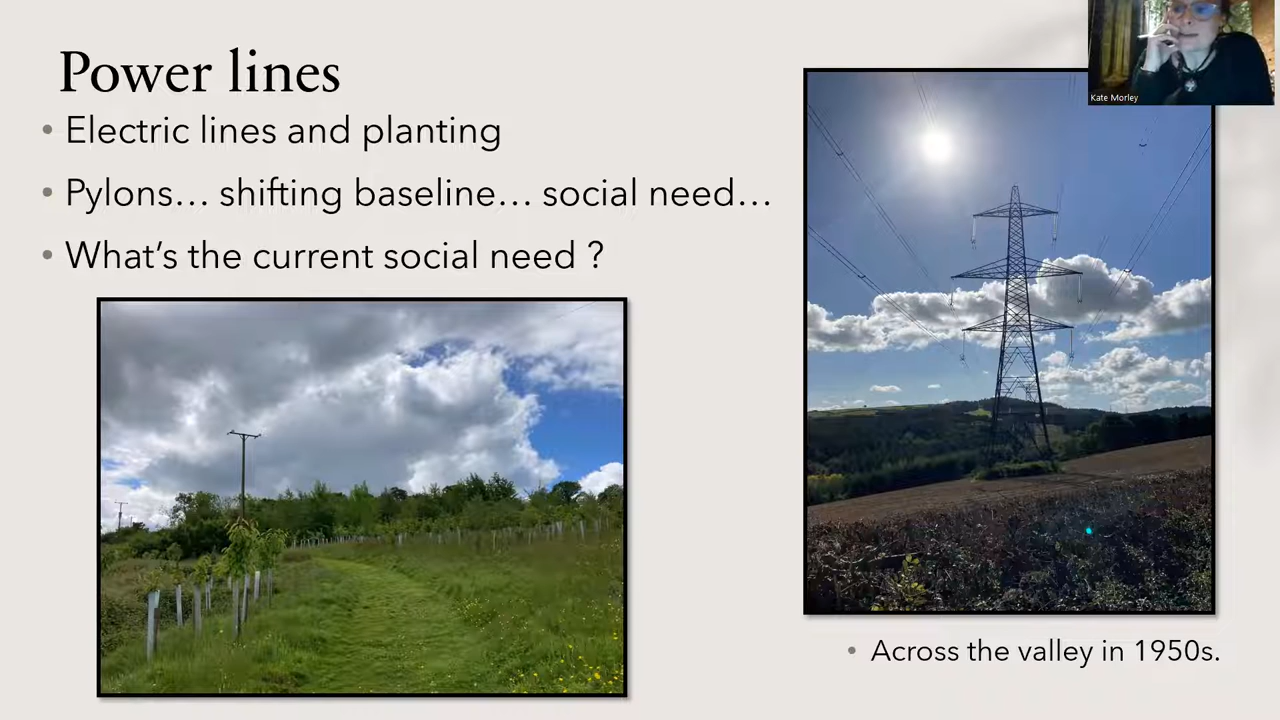 Power lines
• Electric lines and planting
• Pylons… shifting baseline… social need…
• What’s the current social need ?
Kate Morley
• Across the valley in 1950s.